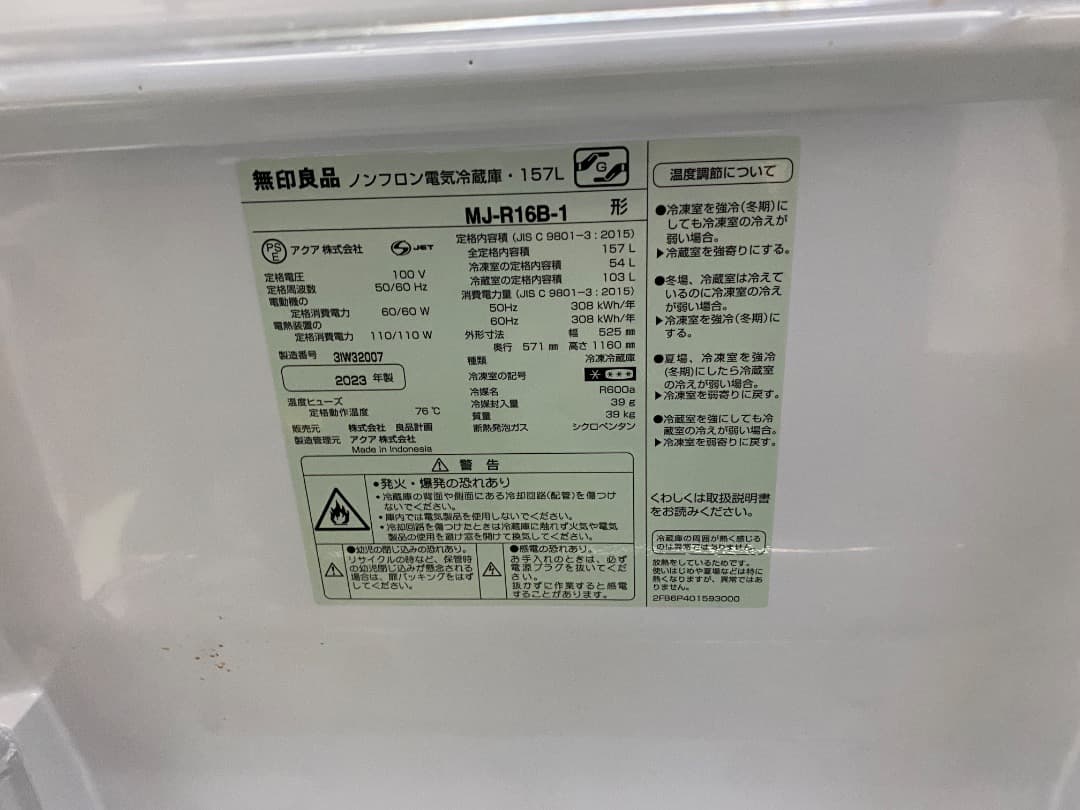 無印良品 ノンフロン電気冷蔵庫・157L G
MJ-R16B-1 形
PSE アクア株式会社 S JET
定格電圧 100 V
定格周波数 50/60 Hz
電動機の
定格消費電力 60/60 W
電熱装置の
定格消費電力 110/110 W
製造番号 3IW32007
2023 年製
温度ヒューズ
定格動作温度 76℃
販売元 株式会社 良品計画
製造管理元 アクア株式会社
Made in Indonesia
定格内容積 (JIS C 9801-3 : 2015)
全定格内容積 157 L
冷凍室の定格内容積 54 L
冷蔵室の定格内容積 103 L
消費電力量 (JIS C 9801-3 : 2015)
50Hz 308 kWh/年
60Hz 308 kWh/年
外形寸法 幅 525 mm
奥行 571 mm 高さ 1160 mm
種類 冷凍冷蔵庫
冷凍室の記号
冷媒名 R600a
冷媒封入量 39 g
質量 39 kg
断熱発泡ガス シクロペンタン
警告
●発火・爆発の恐れあり
・冷蔵庫の背面や側面にある冷却回路(配管)を傷つけ
ないでください。
・庫内では電気製品を使用しないでください。
・冷却回路を傷つけたときは冷蔵庫に触れず火気や電気
製品の使用を避け窓を開けて換気してください。
●幼児の閉じ込みの恐れあり。
リサイクルの時など、保管時
の幼児閉じ込みが懸念される
場合は、扉パッキングをはず
してください。
●感電の恐れあり。
お手入れのときは、必ず
電源プラグを抜いてくだ
さい。
抜かずに作業すると感電
することがあります。
温度調節について
●冷凍室を強冷(冬期)に
しても冷凍室の冷えが
弱い場合。
▶冷蔵室を強寄りにする。
●冬場、冷蔵室は冷えて
いるのに冷凍室の冷え
が弱い場合。
▶冷凍室を強冷(冬期)に
する。
●夏場、冷凍室を強冷
(冬期)にしたら冷蔵室
の冷えが弱い場合。
▶冷凍室を弱寄りに戻す。
●冷蔵室を強にしても冷
蔵室の冷えが弱い場合。
▶冷凍室を弱寄りに戻す。
くわしくは取扱説明書
をお読みください。
冷蔵庫の周囲が熱く感じる
のは異常ではありません。
放熱をしているためです。
使いはじめや夏場などは特に
熱くなりますが、異常ではあ
りません。
2FB6P401593000